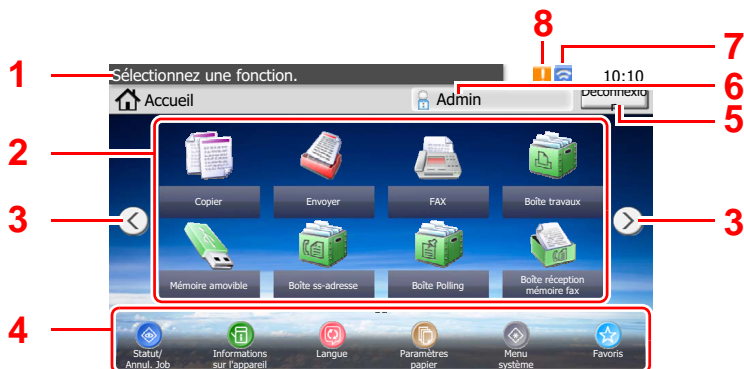 8
7
1
Sélectionnez une fonction.
10:10
6
Accueil
Admin
Déconnexio
n
5
2
Copier
Envoyer
FAX
Boîte travaux
3
3
Mémoire amovible
Boîte ss-adresse
Boîte Polling
Boîte réception
mémoire fax
4
Statut/
Annul. Job
Informations
sur l'appareil
Langue
Paramètres
papier
Menu
système
Favoris